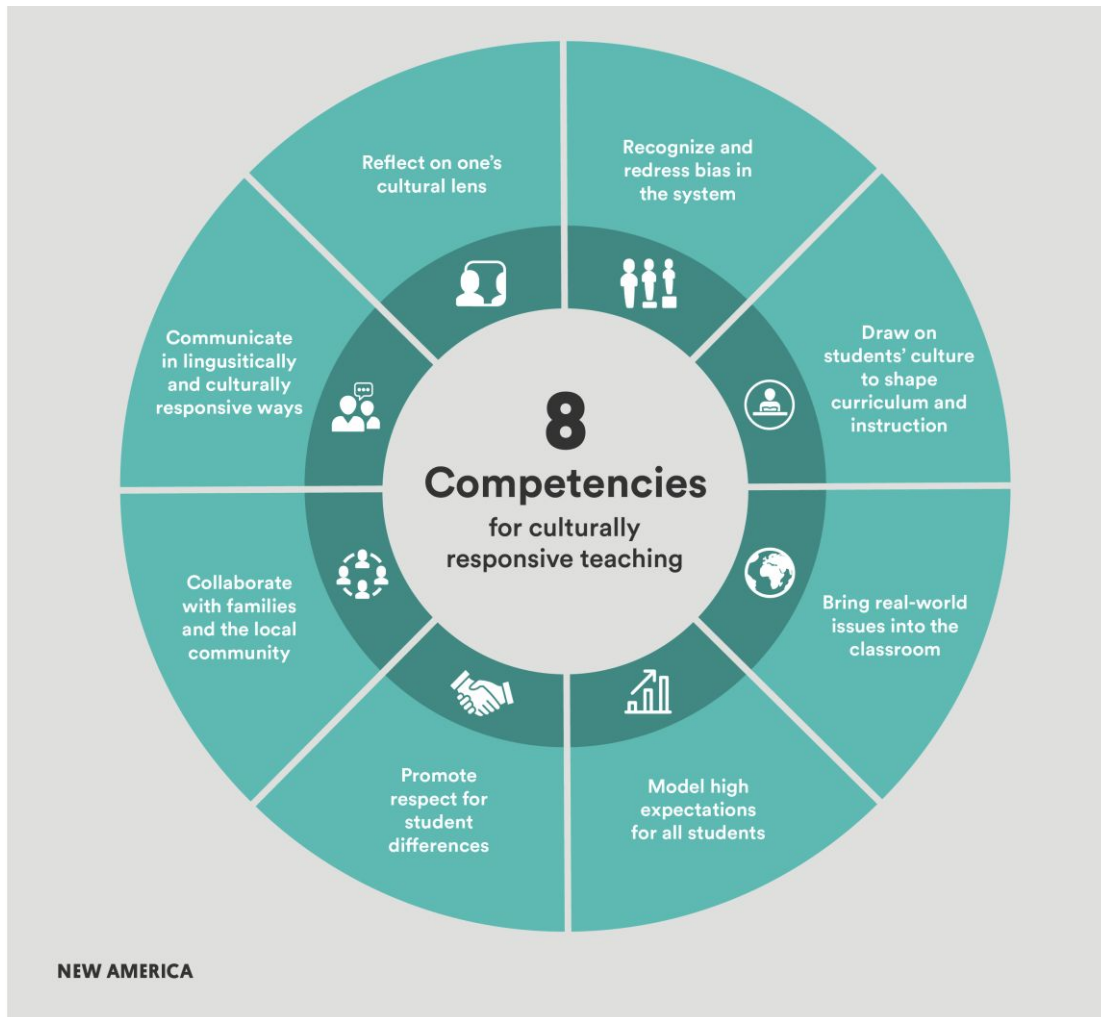 8
Competencies
for culturally
responsive teaching
Reflect on one's
cultural lens
Recognize and
redress bias in
the system
Draw on
students' culture
to shape
curriculum and
instruction
Bring real-world
issues into the
classroom
Model high
expectations
for all students
Promote
respect for
student
differences
Collaborate
with families
and the local
community
Communicate
in lingusitically
and culturally
responsive ways
NEW AMERICA